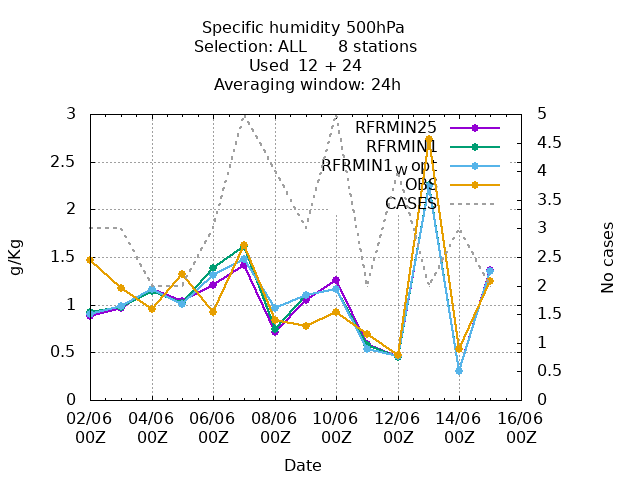 Specific humidity 500hPa
Selection: ALL 8 stations
Used 12 + 24
Averaging window: 24h
3
2.5
2
1.5
1
0.5
0
5
4.5
4
3.5
3
2.5
2
1.5
1
0.5
0
RFRMIN25
RFRMIN1
RFRMIN1w opt
OBS
CASES
g/Kg
No cases
02/06 04/06 06/06 08/06 10/06 12/06 14/06 16/06
00Z 00Z 00Z 00Z 00Z 00Z 00Z 00Z
Date